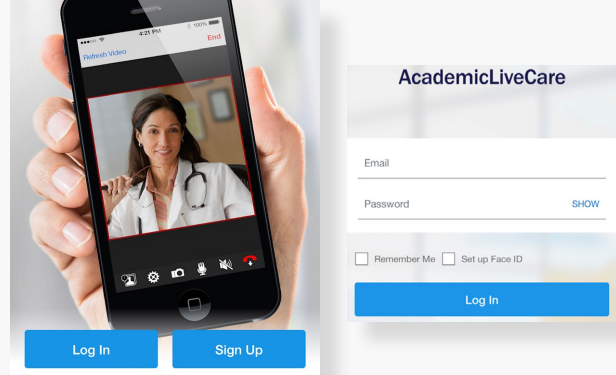 4:21 PM
100%
Refresh Video
End
Log In
Sign Up
AcademicLiveCare
Email
Password
SHOW
Remember Me
Set up Face ID
Log In